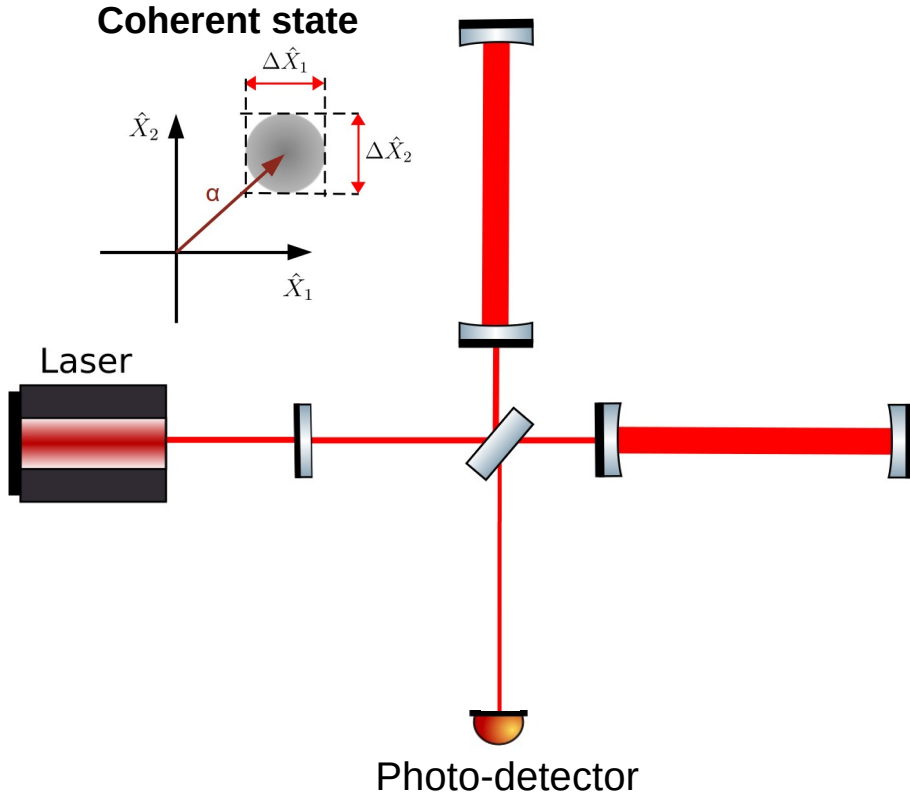 Coherent state
ΔX̂₁
X̂₂
ΔX̂₂
α
X̂₁
Laser
Photo-detector